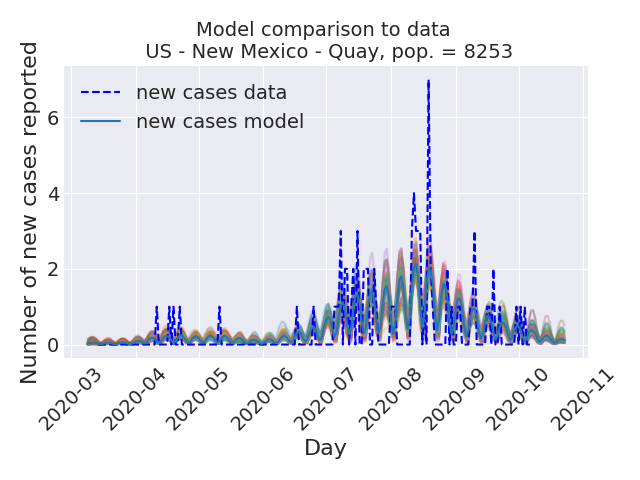 Model comparison to data
US - New Mexico - Quay, pop. = 8253
Number of new cases reported
6
4
2
0
new cases data
new cases model
2020-03
2020-04
2020-05
2020-06
2020-07
2020-08
2020-09
2020-10
2020-11
Day